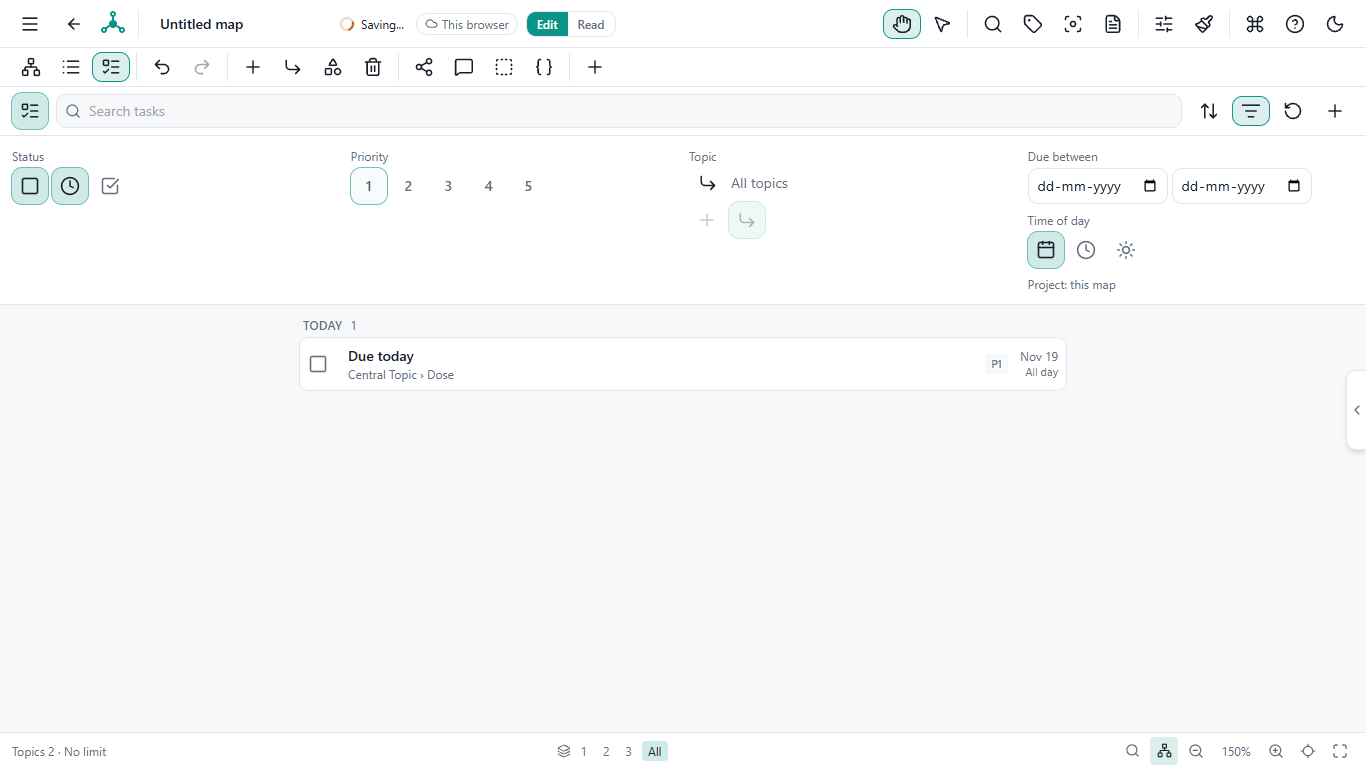 Untitled map
Saving...
This browser
Edit
Read
Search tasks
Status
Priority
1 2 3 4 5
Topic
All topics
Due between
dd-mm-yyyy dd-mm-yyyy
Time of day
Project: this map
TODAY 1
Due today
Central Topic › Dose
P1
Nov 19
All day
Topics 2 · No limit
1 2 3 All
150%